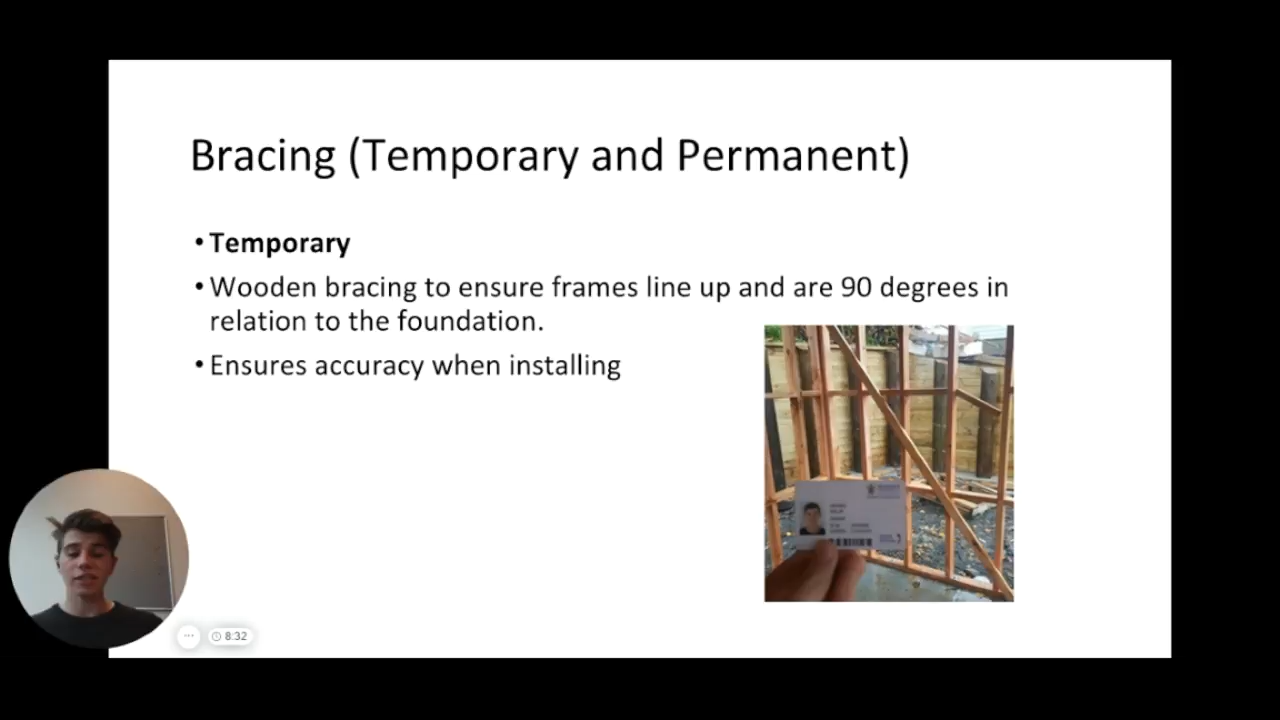 Bracing (Temporary and Permanent)
• Temporary
• Wooden bracing to ensure frames line up and are 90 degrees in
relation to the foundation.
• Ensures accuracy when installing
8:32